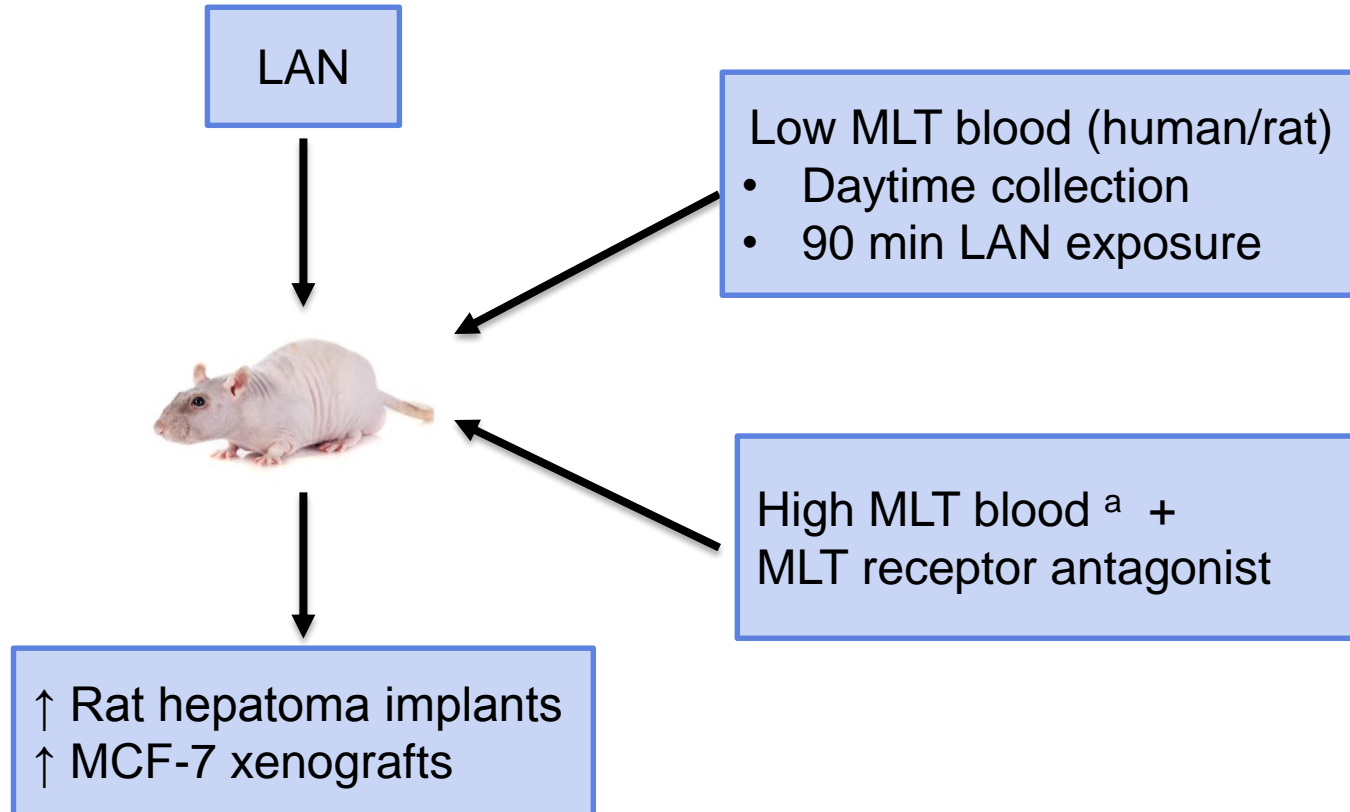 LAN
Low MLT blood (human/rat)
• Daytime collection
• 90 min LAN exposure
High MLT blood ᵃ +
MLT receptor antagonist
↑ Rat hepatoma implants
↑ MCF-7 xenografts